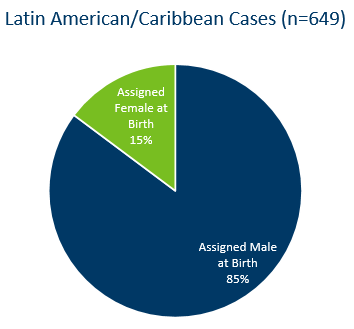 Latin American/Caribbean Cases (n=649)
Assigned
Female at
Birth
15%
Assigned Male
at Birth
85%